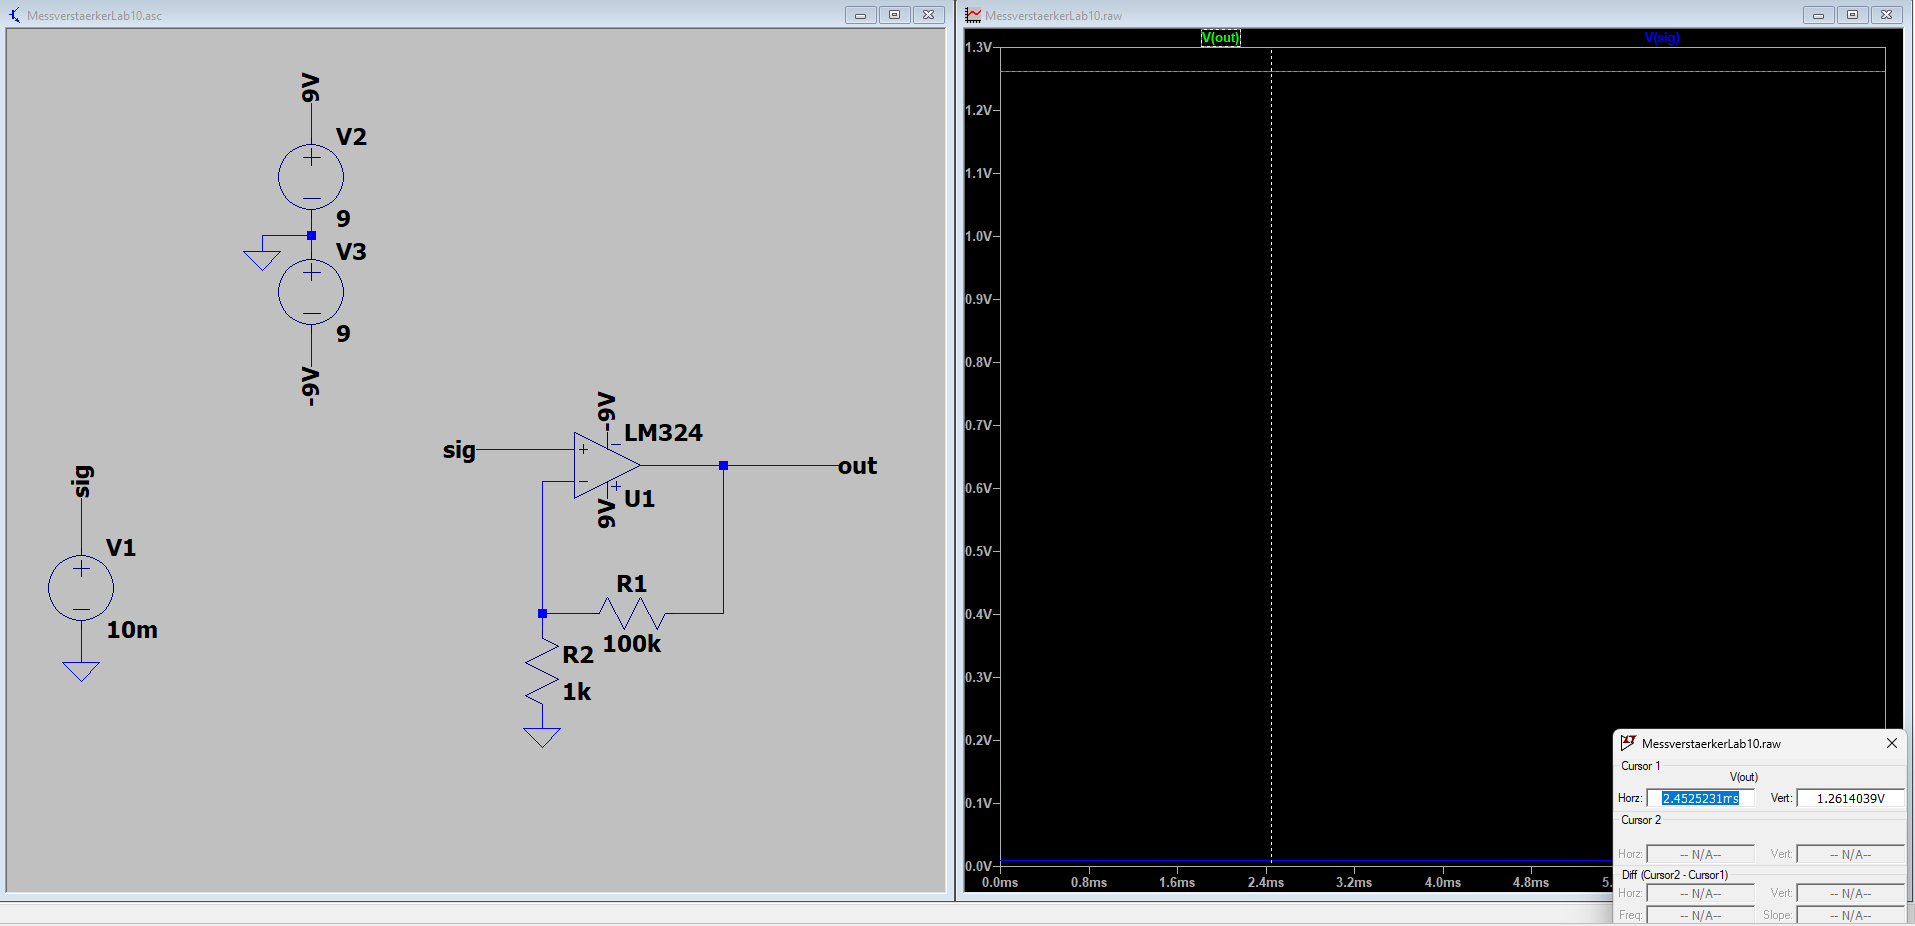 MessverstaerkerLab10.asc
9V
V2
9
V3
9
-9V
sig
V1
10m
-9V
LM324
sig
out
U1
9V
R1
100k
R2
1k
MessverstaerkerLab10.raw
V(out)
V(sig)
1.3V
1.2V
1.1V
1.0V
0.9V
0.8V
0.7V
0.6V
0.5V
0.4V
0.3V
0.2V
0.1V
0.0V
0.0ms 0.8ms 1.6ms 2.4ms 3.2ms 4.0ms 4.8ms 5.
MessverstaerkerLab10.raw
Cursor 1
V(out)
Horz: 2.4525231ms Vert: 1.2614039V
Cursor 2
Horz: -- N/A-- Vert: -- N/A--
Diff (Cursor2 - Cursor1)
Horz: -- N/A-- Vert: -- N/A--
Freq: -- N/A-- Slope: -- N/A--